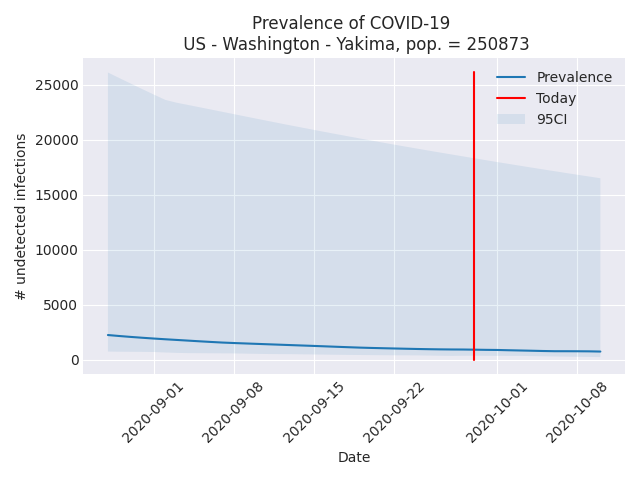 Prevalence of COVID-19
US - Washington - Yakima, pop. = 250873
Prevalence
Today
95CI
# undetected infections
25000
20000
15000
10000
5000
0
2020-09-01
2020-09-08
2020-09-15
2020-09-22
2020-10-01
2020-10-08
Date